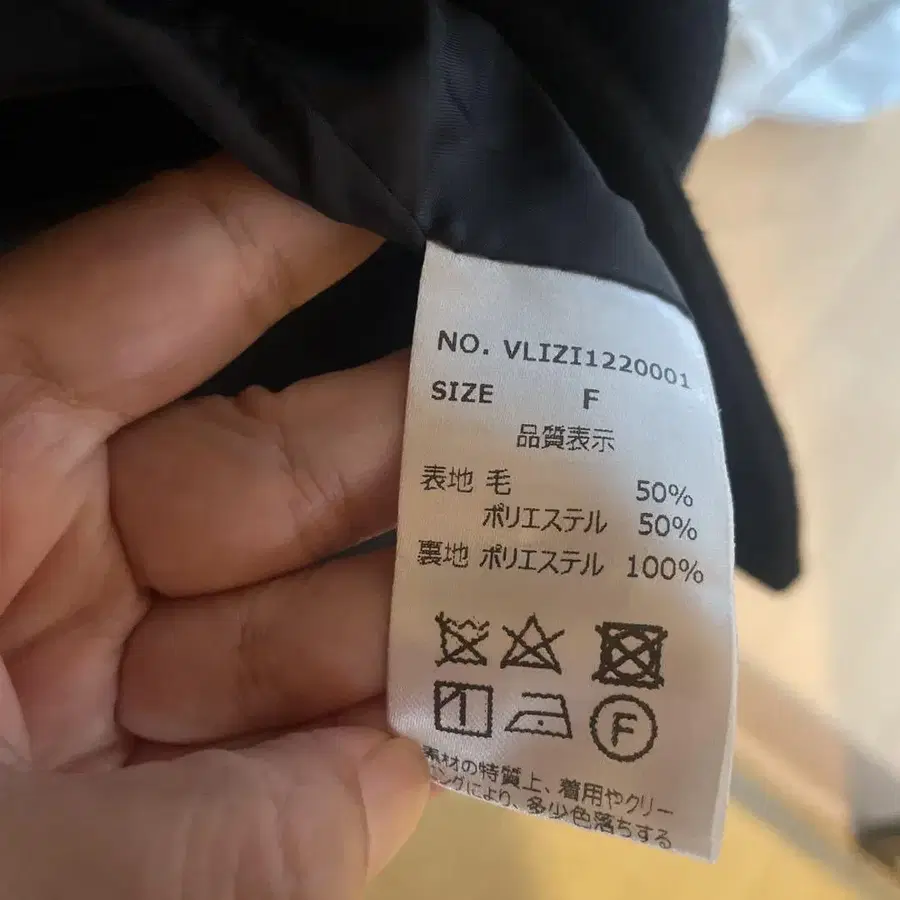 NO. VLIZI1220001
SIZE F
品質表示
表地 毛 50%
ポリエステル 50%
裏地 ポリエステル 100%
F
素材の特質上、着用やクリー
ニングにより、多少色落ちする